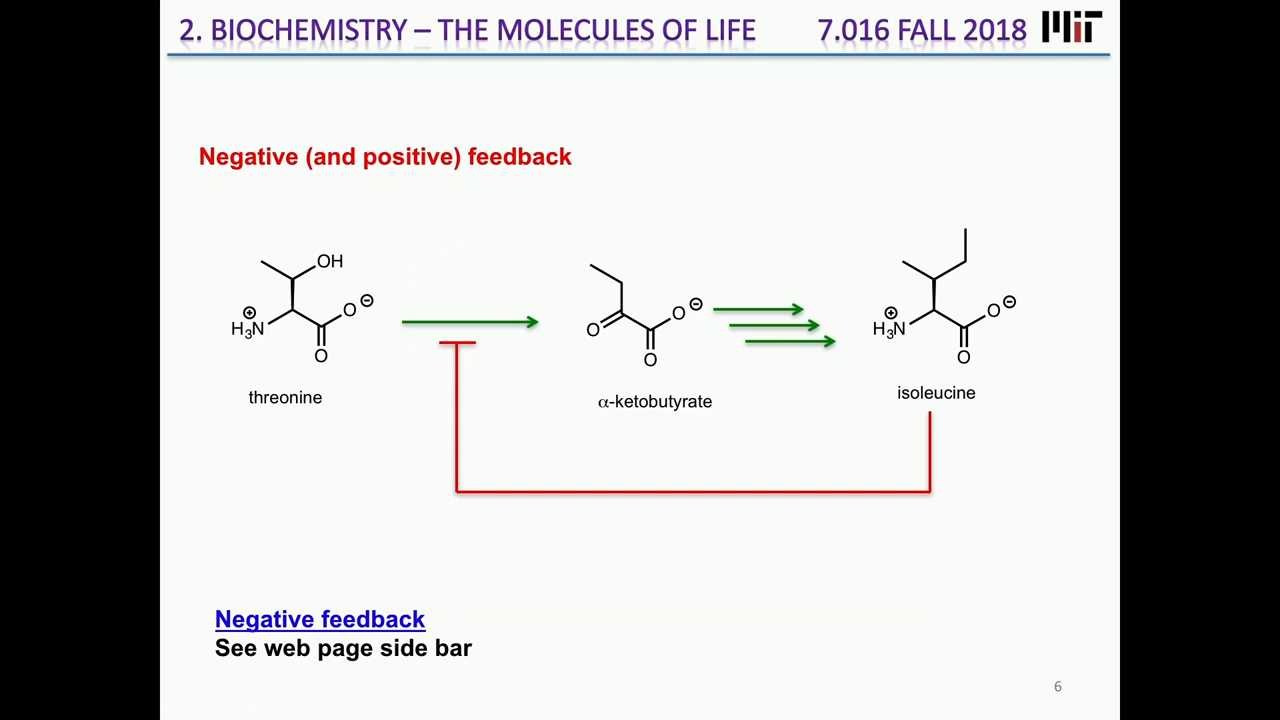 2. BIOCHEMISTRY – THE MOLECULES OF LIFE 7.016 FALL 2018 MIT
Negative (and positive) feedback
OH
O ⊖
⊕
H₃N
O
threonine
O ⊖
O
O
α-ketobutyrate
O ⊖
⊕
H₃N
O
isoleucine
Negative feedback
See web page side bar
6